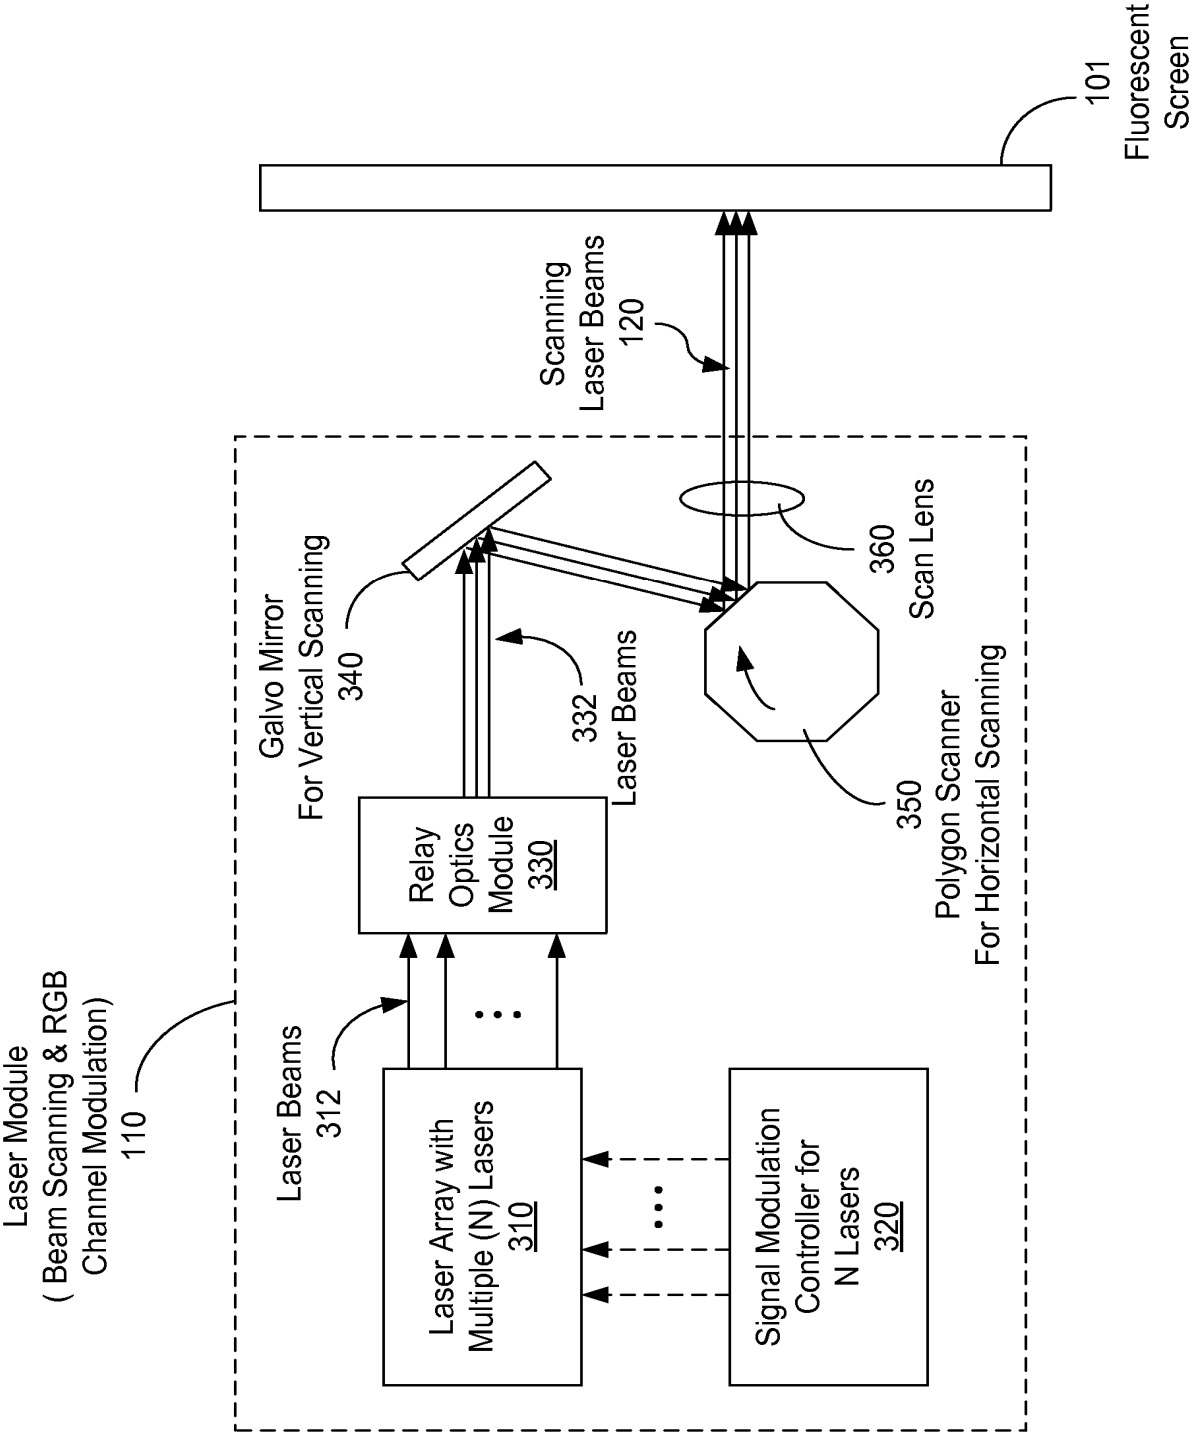 Laser Module
( Beam Scanning & RGB
Channel Modulation)
110
Laser Beams
312
Laser Array with
Multiple (N) Lasers
310
Signal Modulation
Controller for
N Lasers
320
Relay
Optics
Module
330
Galvo Mirror
For Vertical Scanning
340
332
Laser Beams
350
Polygon Scanner
For Horizontal Scanning
360
Scan Lens
Scanning
Laser Beams
120
101
Fluorescent
Screen